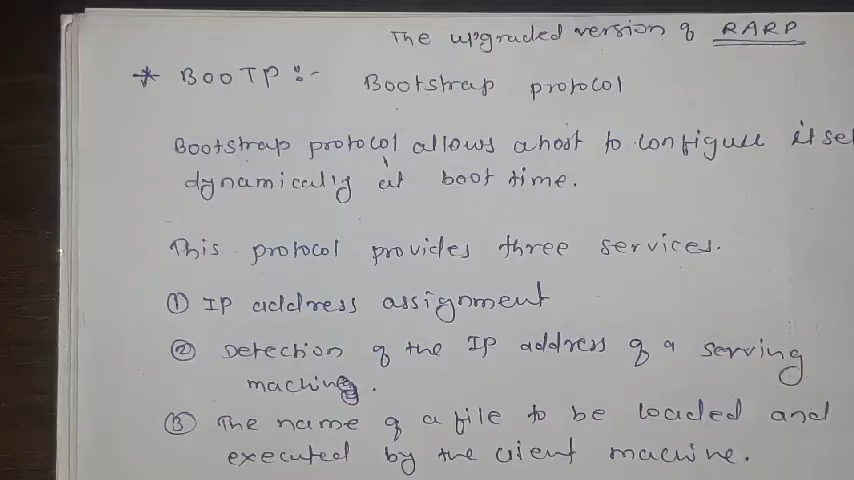 The upgraded version of RARP
* BOOTP :- Bootstrap protocol
Bootstrap protocol allows a host to configure itsel
dynamically at boot time.
This protocol provides three services.
① IP address assignment
② Detection of the IP address of a serving
machine.
③ The name of a file to be loaded and
executed by the client machine.